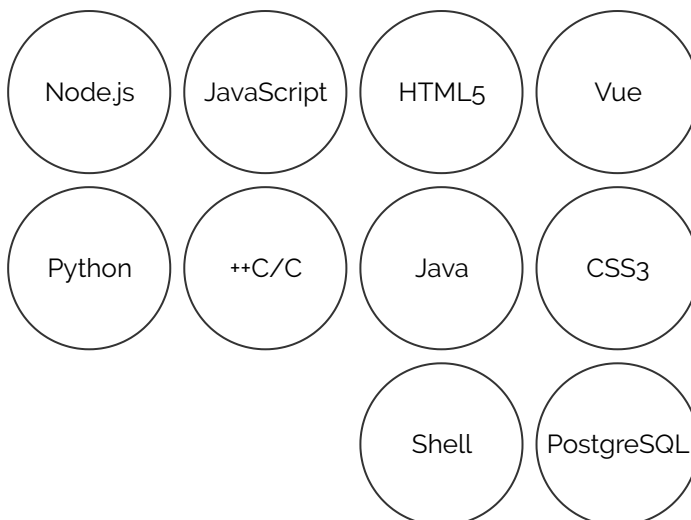 Node.js
JavaScript
HTML5
Vue
Python
++C/C
Java
CSS3
Shell
PostgreSQL